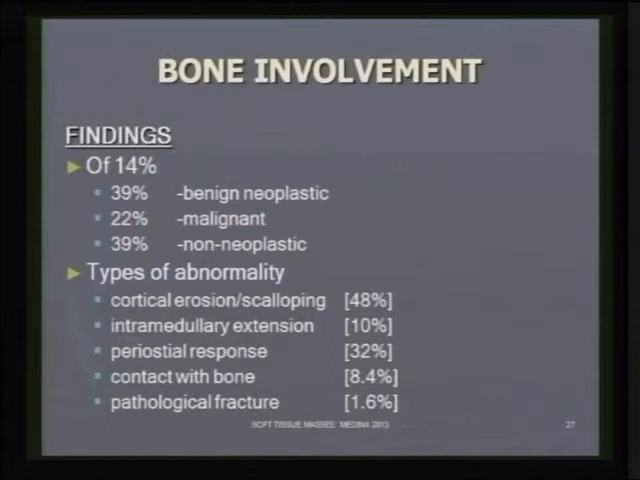 BONE INVOLVEMENT
FINDINGS
Of 14%
39% -benign neoplastic
22% -malignant
39% -non-neoplastic
Types of abnormality
cortical erosion/scalloping [48%]
intramedullary extension [10%]
periostial response [32%]
contact with bone [8.4%]
pathological fracture [1.6%]
SOFT TISSUE MASSES. MEDINA 2013 27